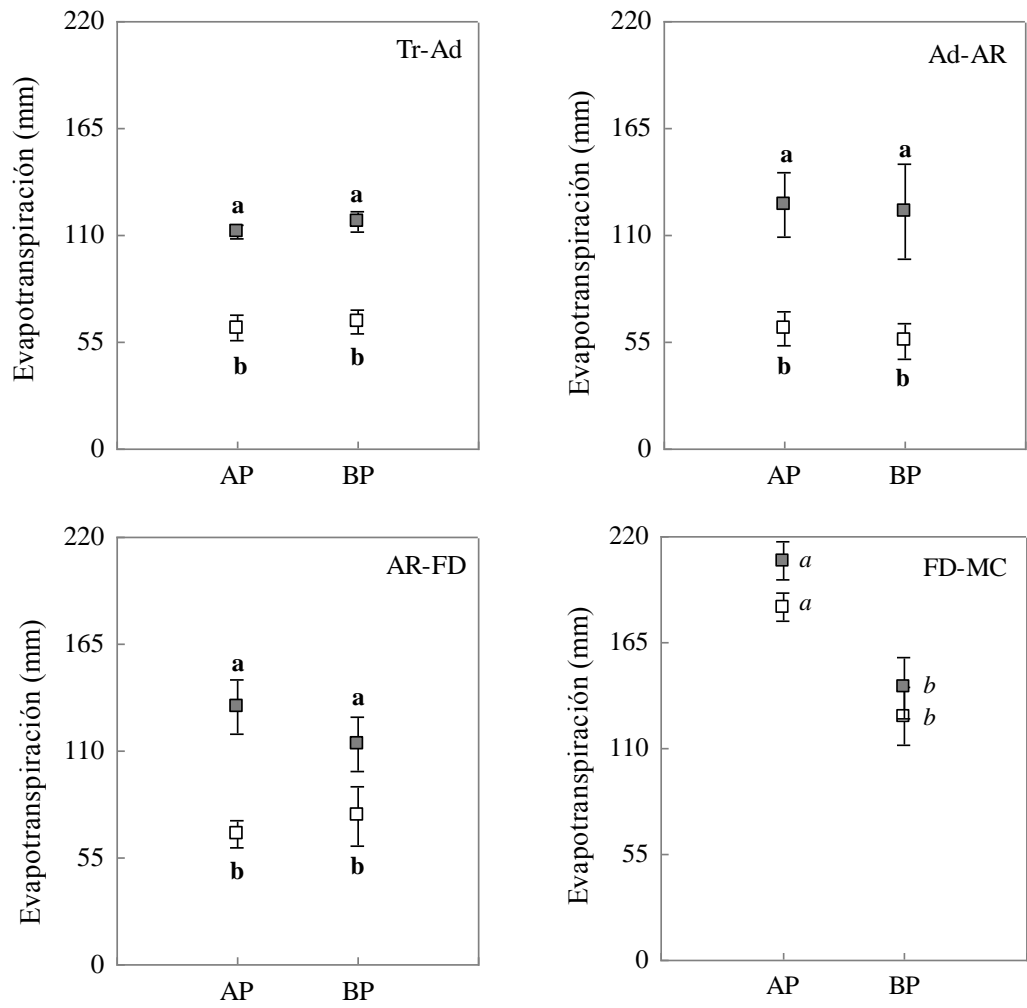 Tr-Ad
Evapotranspiración (mm)
220
165
110
55
0
a
a
b
b
AP BP
Ad-AR
Evapotranspiración (mm)
220
165
110
55
0
a
a
b
b
AP BP
AR-FD
Evapotranspiración (mm)
220
165
110
55
0
a
a
b
b
AP BP
FD-MC
Evapotranspiración (mm)
220
165
110
55
0
a
a
b
b
AP BP